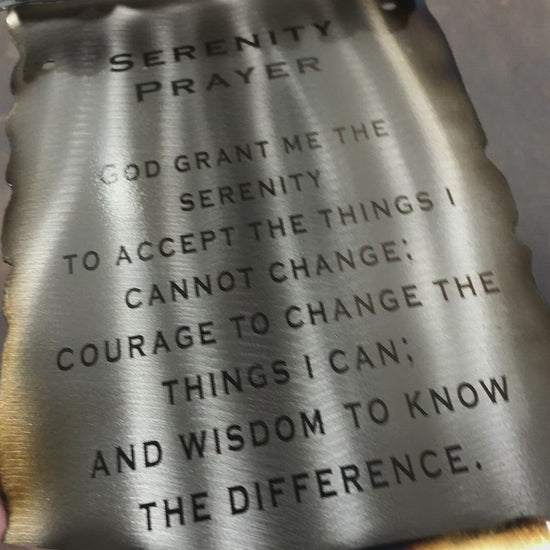 SERENITY
PRAYER
GOD GRANT ME THE
SERENITY
TO ACCEPT THE THINGS I
CANNOT CHANGE;
COURAGE TO CHANGE THE
THINGS I CAN;
AND WISDOM TO KNOW
THE DIFFERENCE.